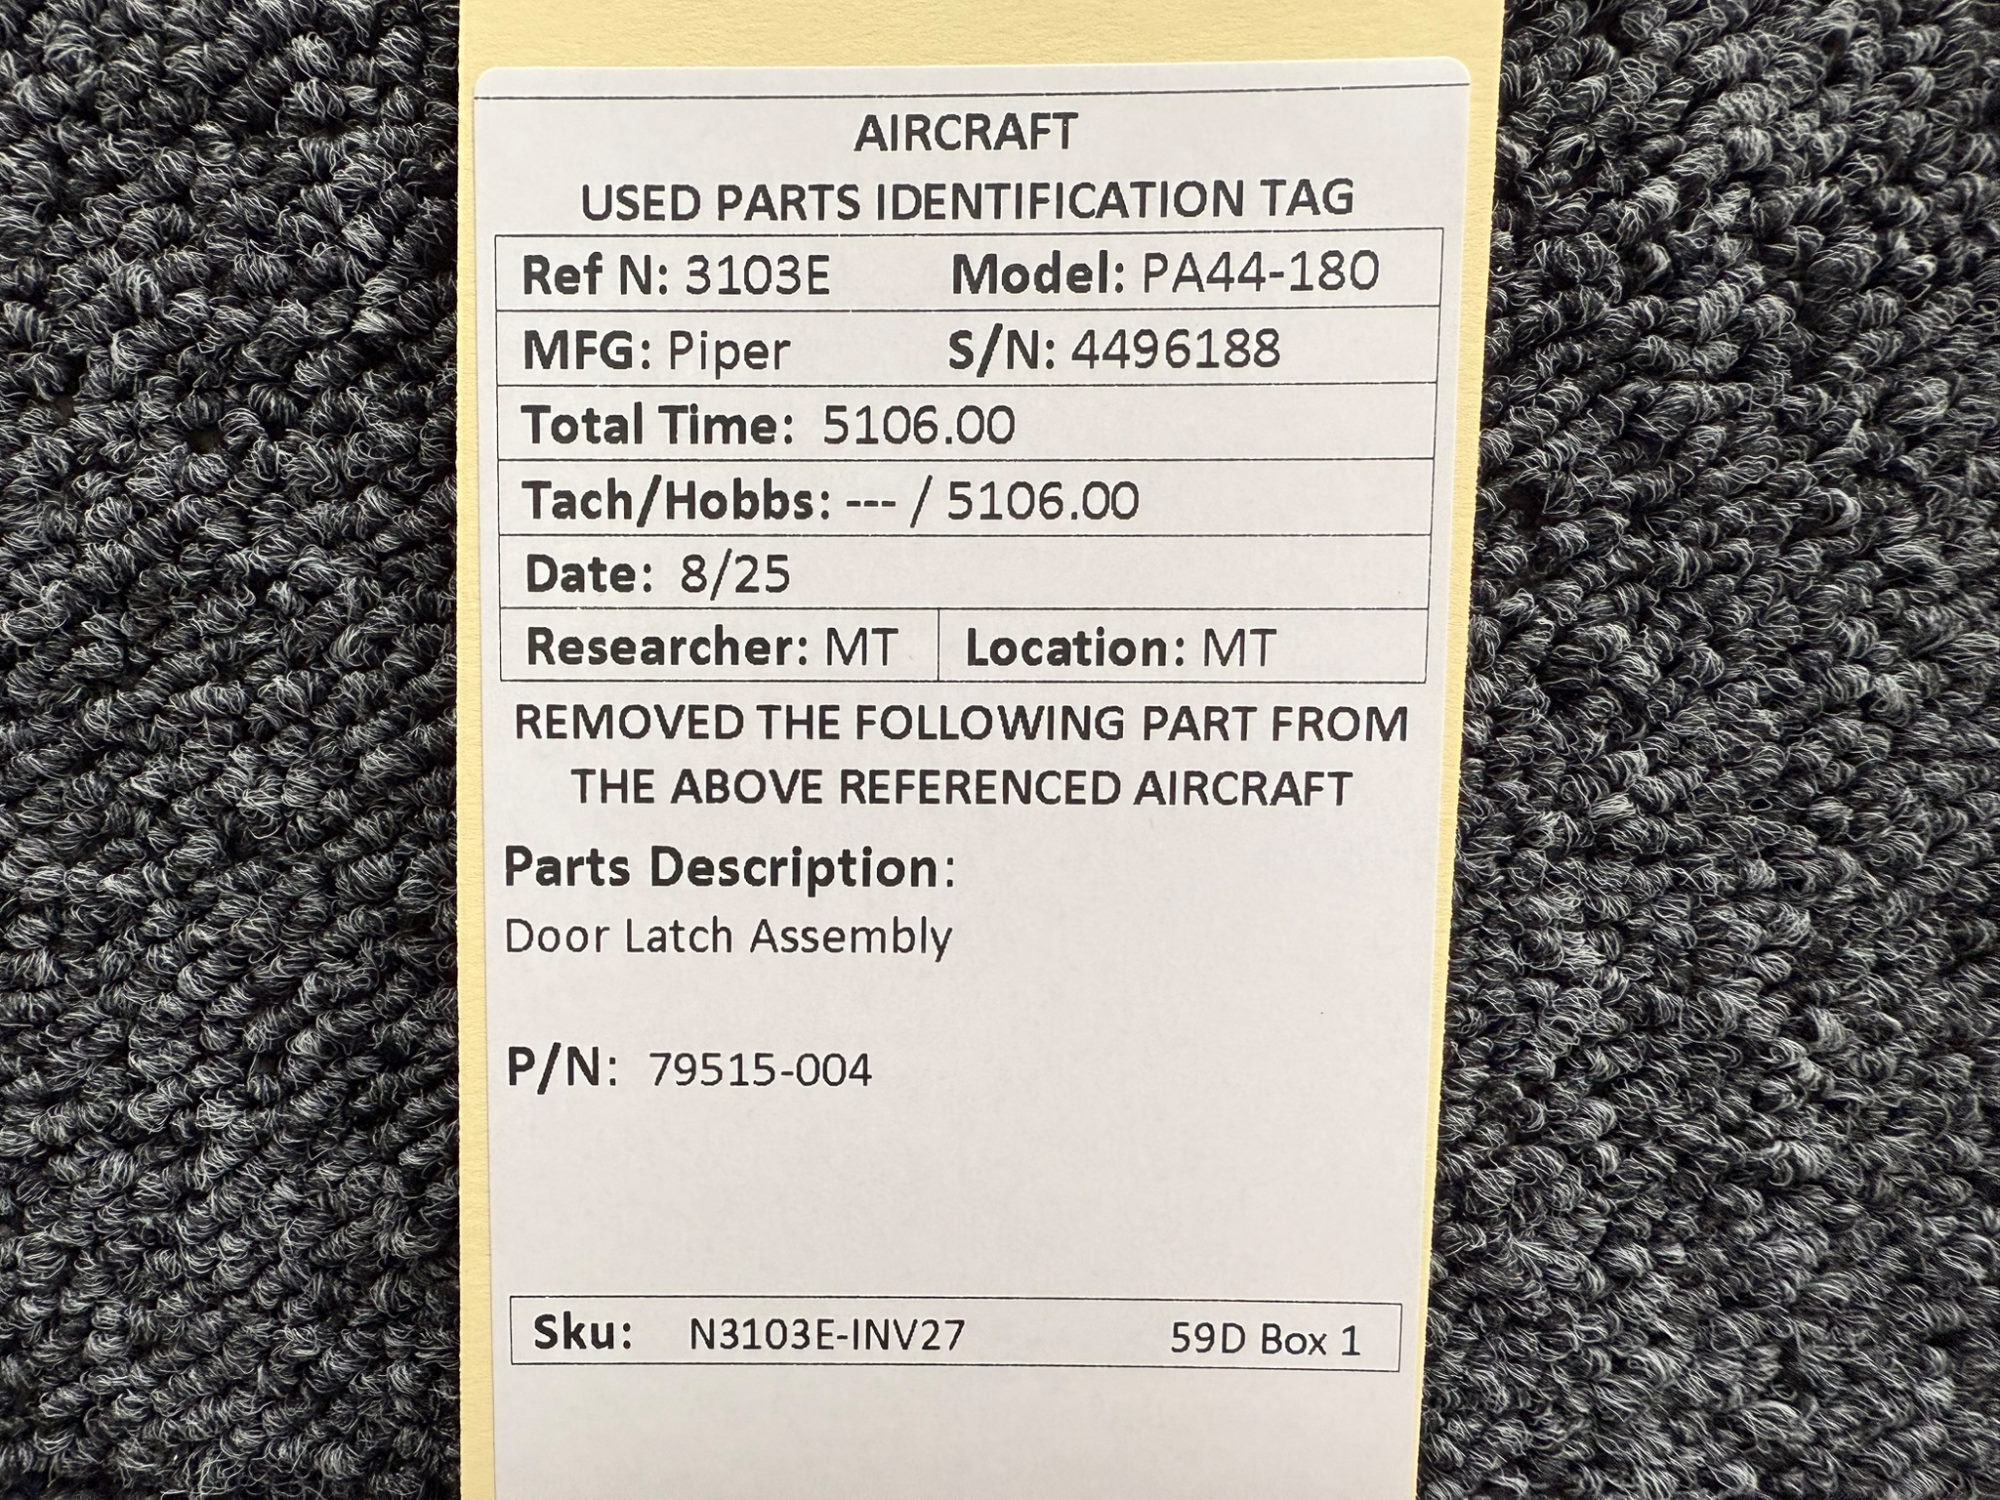 AIRCRAFT
USED PARTS IDENTIFICATION TAG
Ref N: 3103E Model: PA44-180
MFG: Piper S/N: 4496188
Total Time: 5106.00
Tach/Hobbs: --- / 5106.00
Date: 8/25
Researcher: MT Location: MT
REMOVED THE FOLLOWING PART FROM
THE ABOVE REFERENCED AIRCRAFT
Parts Description:
Door Latch Assembly
P/N: 79515-004
Sku: N3103E-INV27 59D Box 1